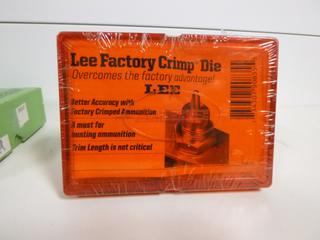 Lee Factory Crimp Die
Overcomes the factory advantage!
LEE
Better Accuracy with
Factory Crimped Ammunition
A must for
hunting ammunition
Trim Length is not critical